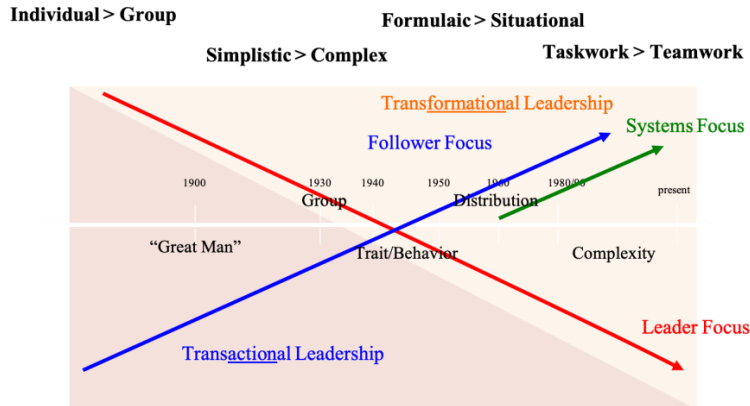 Individual > Group
Formulaic > Situational
Simplistic > Complex
Taskwork > Teamwork
Transformational Leadership
Systems Focus
Follower Focus
1900
1930
1940
1950
1960
1980/90
present
Group
Distribution
“Great Man”
Trait/Behavior
Complexity
Leader Focus
Transactional Leadership